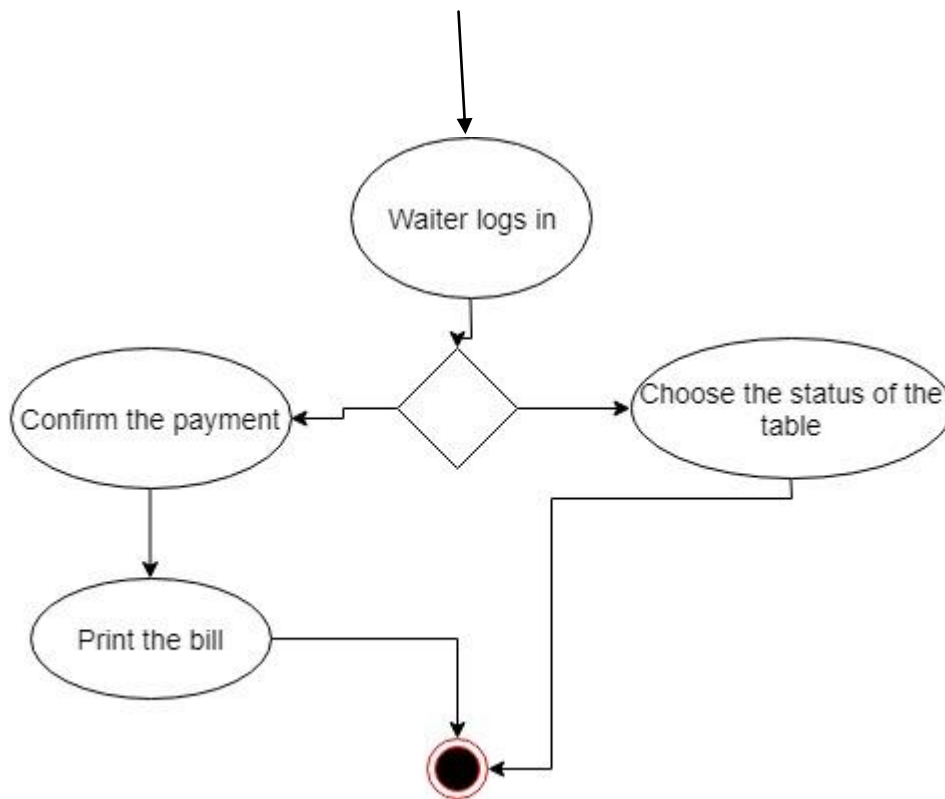 Waiter logs in
Confirm the payment
Choose the status of the
table
Print the bill